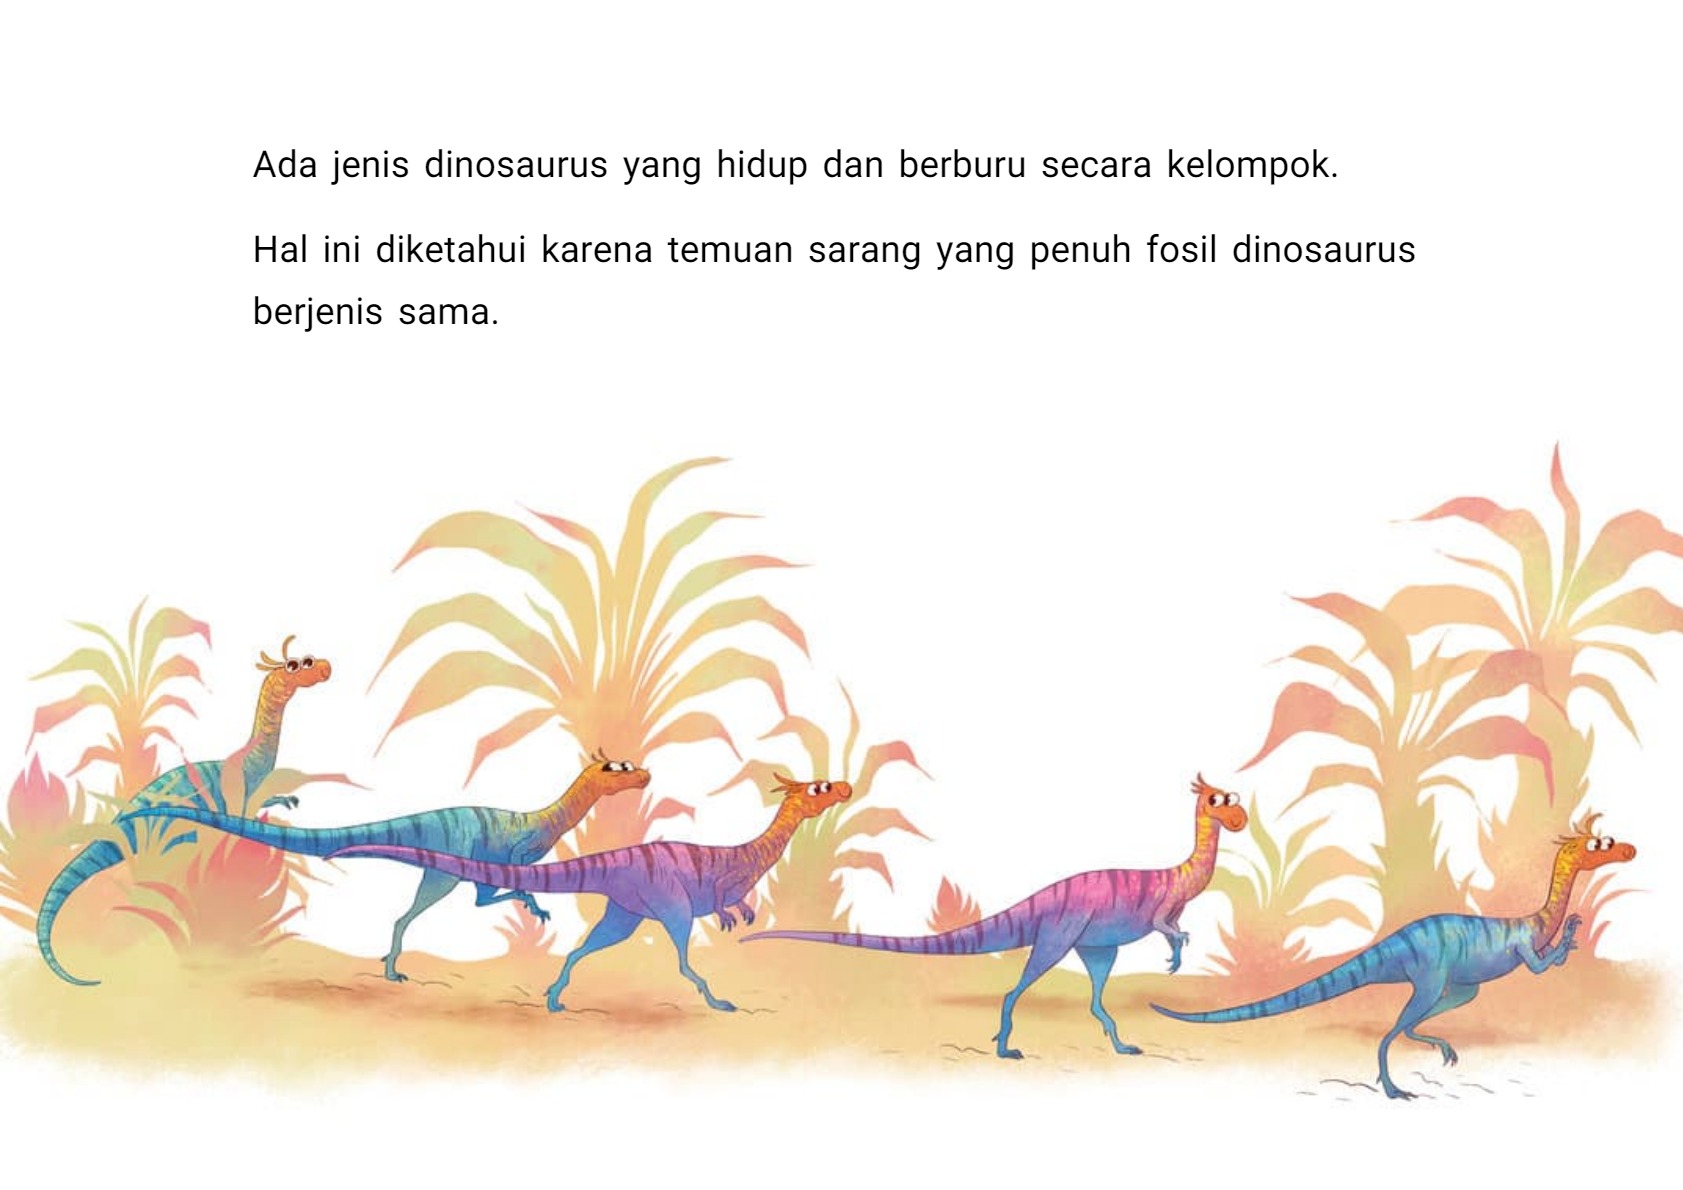 Ada jenis dinosaurus yang hidup dan berburu secara kelompok.
Hal ini diketahui karena temuan sarang yang penuh fosil dinosaurus
berjenis sama.